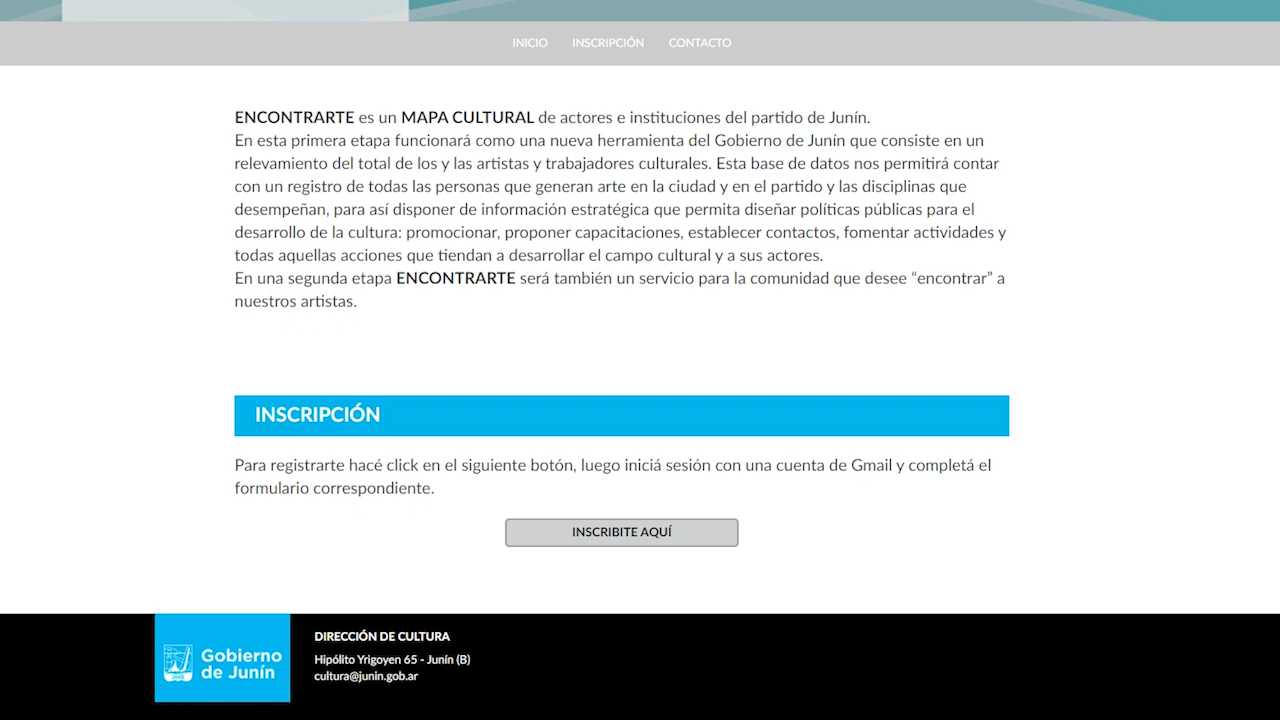 INICIO INSCRIPCIÓN CONTACTO
ENCONTRARTE es un MAPA CULTURAL de actores e instituciones del partido de Junín.
En esta primera etapa funcionará como una nueva herramienta del Gobierno de Junín que consiste en un
relevamiento del total de los y las artistas y trabajadores culturales. Esta base de datos nos permitirá contar
con un registro de todas las personas que generan arte en la ciudad y en el partido y las disciplinas que
desempeñan, para así disponer de información estratégica que permita diseñar políticas públicas para el
desarrollo de la cultura: promocionar, proponer capacitaciones, establecer contactos, fomentar actividades y
todas aquellas acciones que tiendan a desarrollar el campo cultural y a sus actores.
En una segunda etapa ENCONTRARTE será también un servicio para la comunidad que desee “encontrar” a
nuestros artistas.
INSCRIPCIÓN
Para registrarte hacé click en el siguiente botón, luego iniciá sesión con una cuenta de Gmail y completá el
formulario correspondiente.
INSCRIBITE AQUÍ
Gobierno
de Junín
DIRECCIÓN DE CULTURA
Hipólito Yrigoyen 65 - Junín (B)
cultura@junin.gob.ar